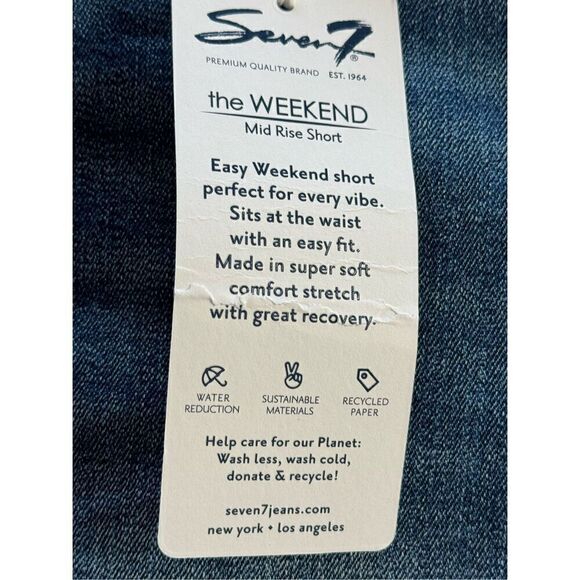 Seven7®
PREMIUM QUALITY BRAND EST. 1964
the WEEKEND
Mid Rise Short
Easy Weekend short
perfect for every vibe.
Sits at the waist
with an easy fit.
Made in super soft
comfort stretch
with great recovery.
WATER REDUCTION
SUSTAINABLE MATERIALS
RECYCLED PAPER
Help care for our Planet:
Wash less, wash cold,
donate & recycle!
seven7jeans.com
new york • los angeles